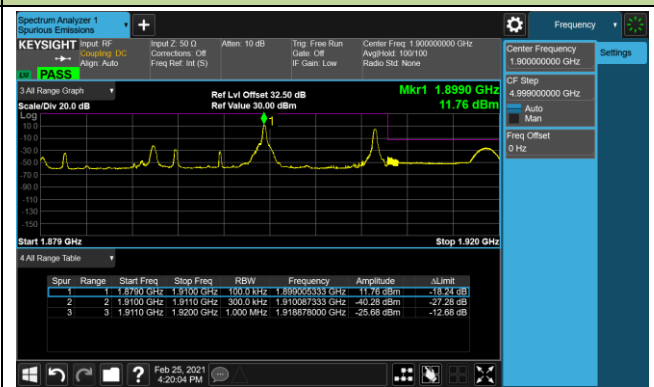 Spectrum Analyzer 1
Spurious Emissions
+
Frequency
KEYSIGHT
Input: RF
Coupling: DC
Align: Auto
Input Z: 50 Ω
Corrections: Off
Freq Ref: Int (S)
Atten: 10 dB
Trig: Free Run
Gate: Off
IF Gain: Low
Center Freq: 1.900000000 GHz
Avg|Hold: 100/100
Radio Std: None
LXI
PASS
Center Frequency
1.900000000 GHz
Settings
CF Step
4.999000000 GHz
Auto
Man
Freq Offset
0 Hz
3 All Range Graph
Scale/Div 20.0 dB
Ref Lvl Offset 32.50 dB
Ref Value 30.00 dBm
Mkr1 1.8990 GHz
11.76 dBm
Log
10.0
-10.0
-30.0
-50.0
-70.0
-90.0
-110
-130
-150
1
Start 1.879 GHz
Stop 1.920 GHz
4 All Range Table
Spur Range Start Freq Stop Freq RBW Frequency Amplitude ΔLimit
1 1 1.8790 GHz 1.9100 GHz 100.0 kHz 1.899005333 GHz 11.76 dBm -18.24 dB
2 2 1.9100 GHz 1.9110 GHz 300.0 kHz 1.910087333 GHz -40.28 dBm -27.28 dB
3 3 1.9110 GHz 1.9200 GHz 1.000 MHz 1.918878000 GHz -25.68 dBm -12.68 dB
?
Feb 25, 2021
4:20:04 PM